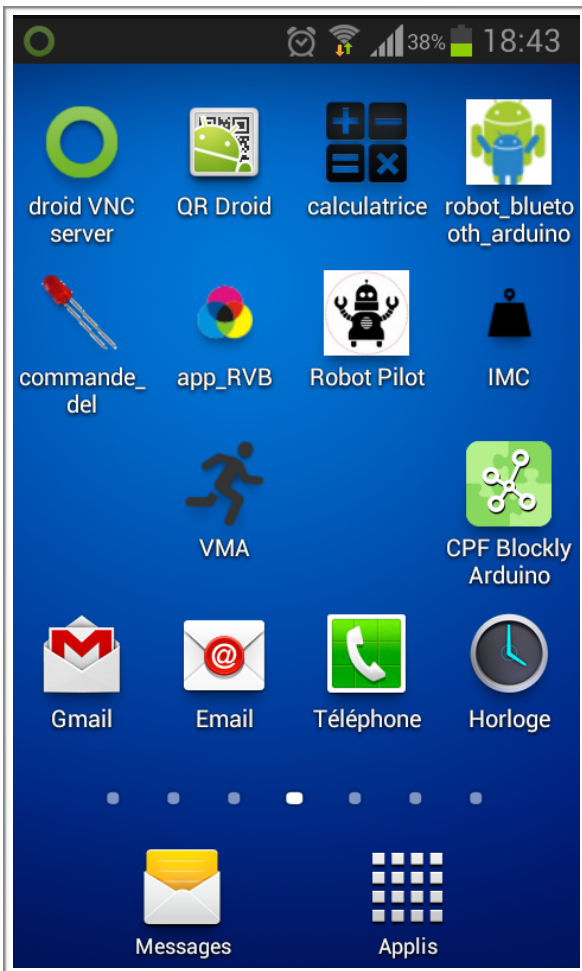 38% 18:43
droid VNC server
QR Droid
calculatrice
robot_blueto
oth_arduino
commande_
del
app_RVB
Robot Pilot
IMC
VMA
CPF Blockly
Arduino
Gmail
@
Email
Téléphone
Horloge
Messages
Applis